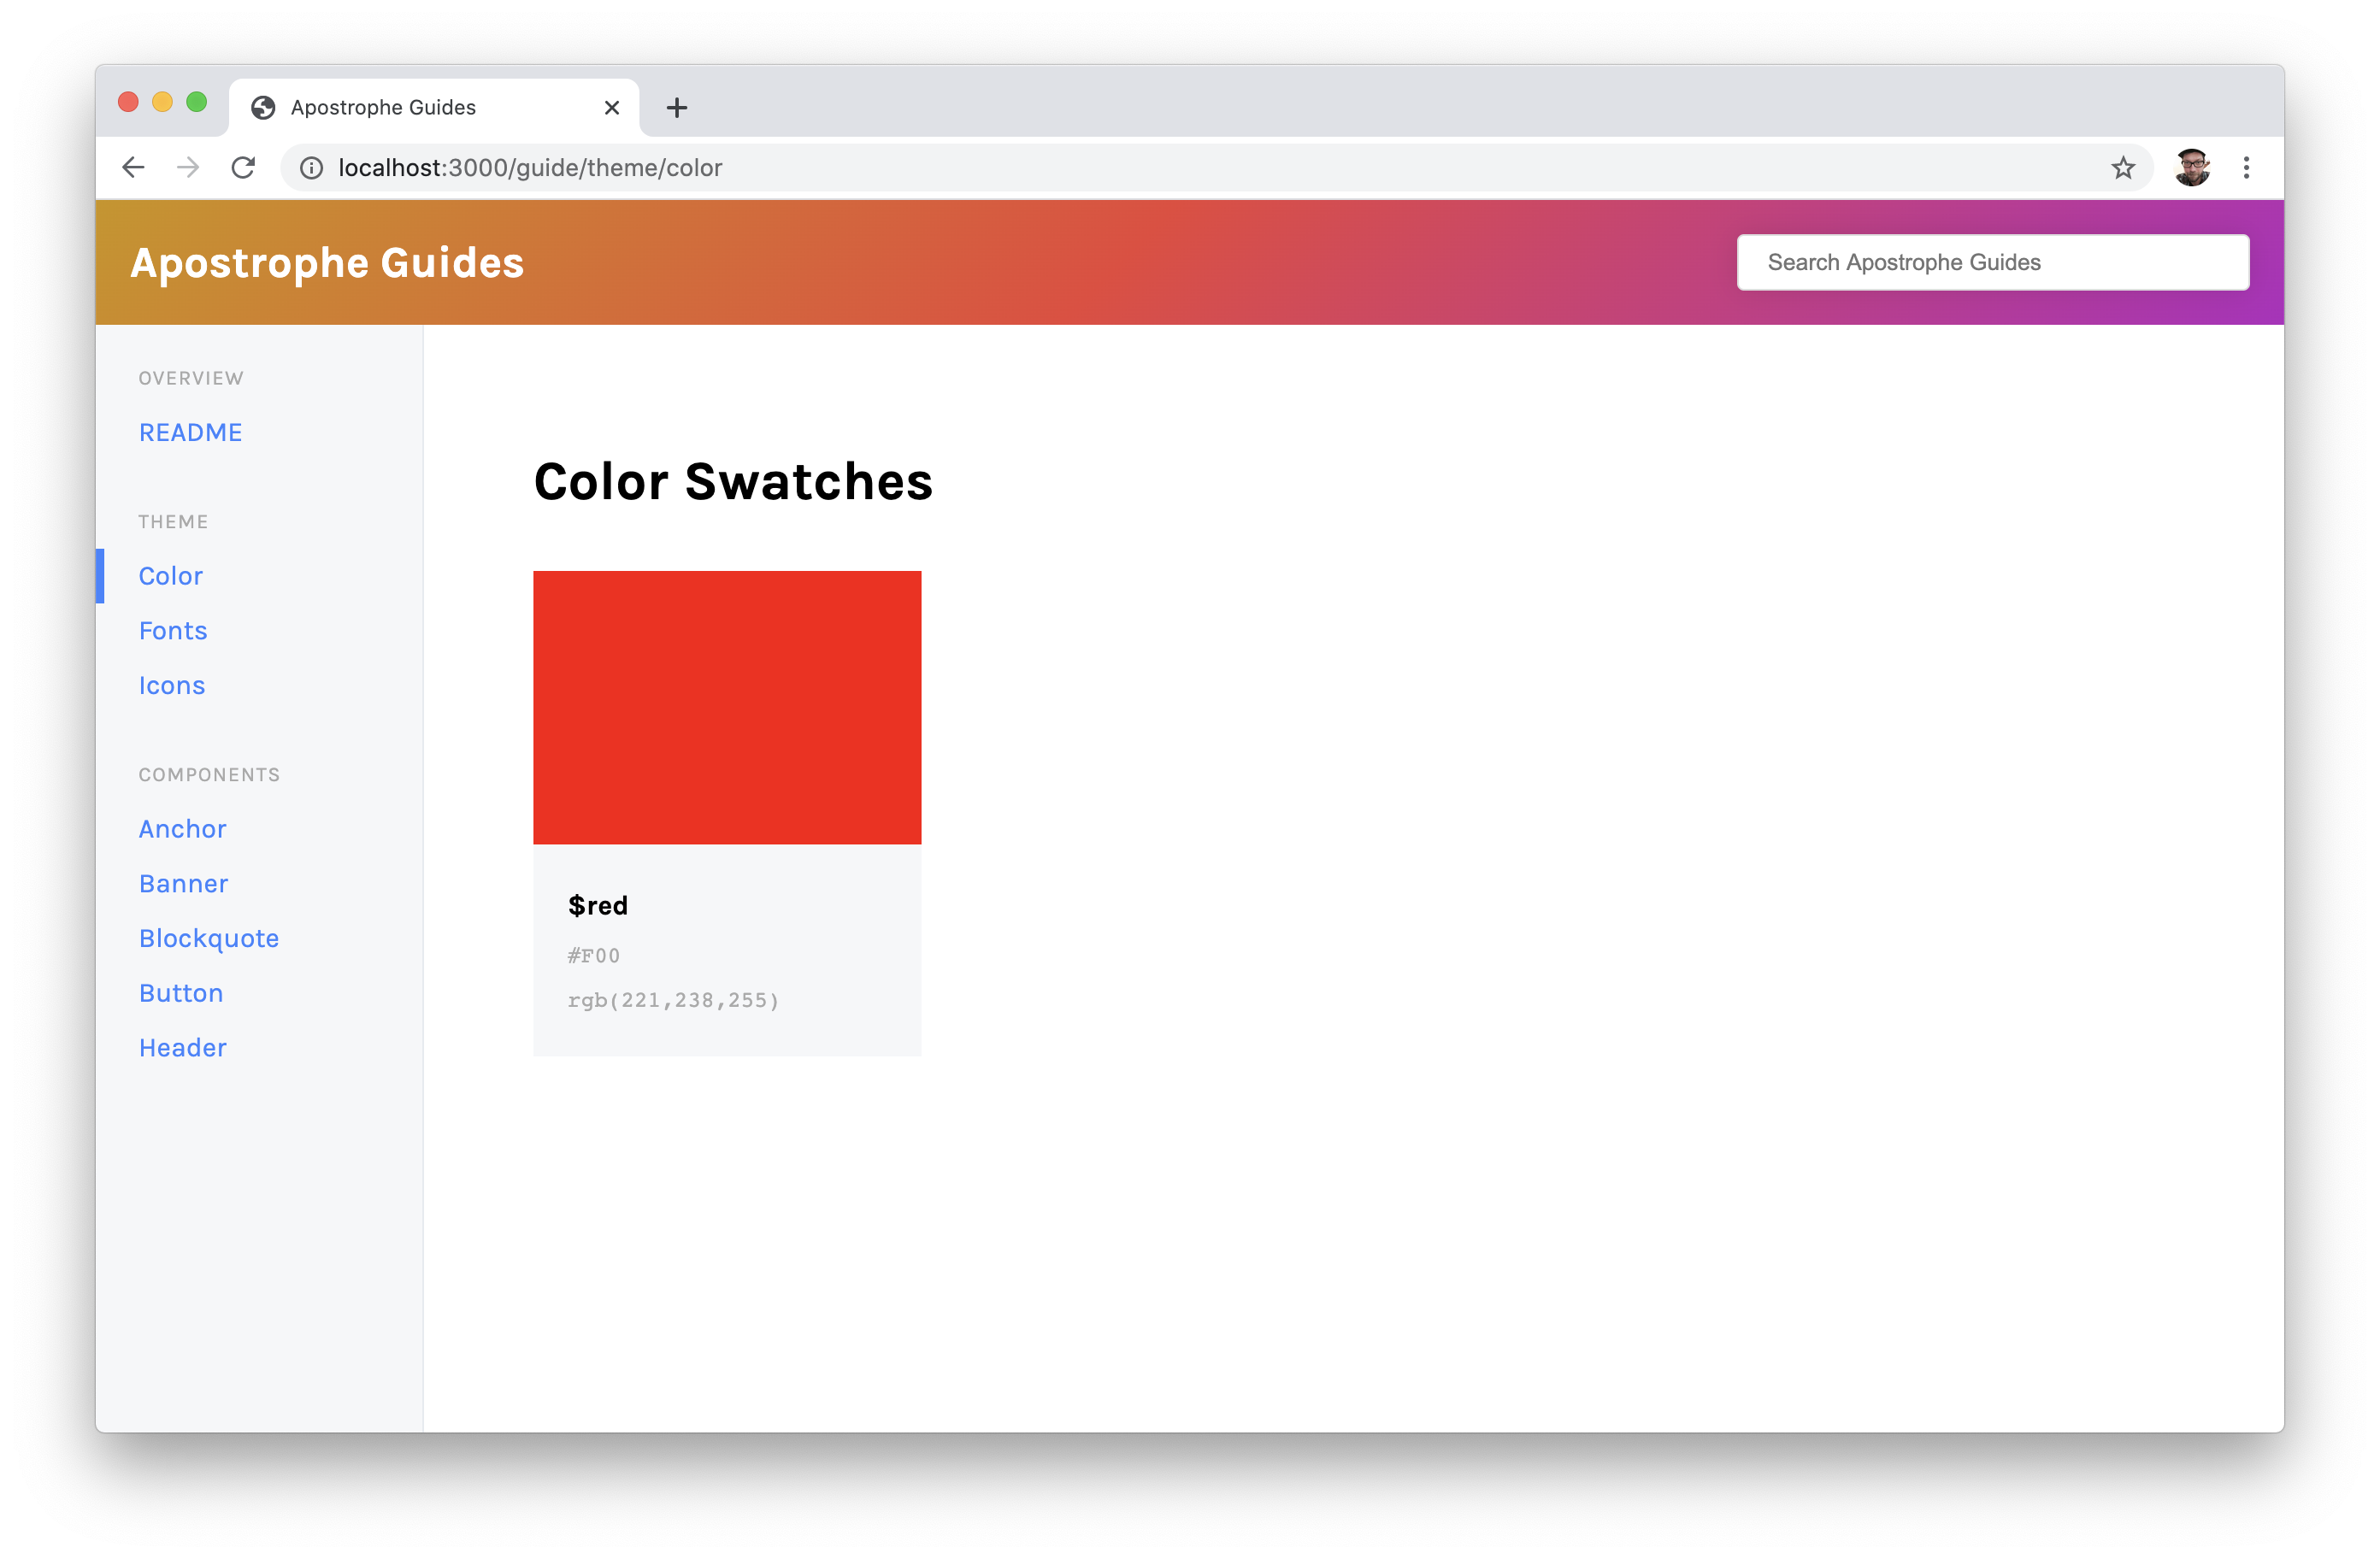 Apostrophe Guides
localhost:3000/guide/theme/color
Apostrophe Guides
Search Apostrophe Guides
OVERVIEW
README
THEME
Color
Fonts
Icons
COMPONENTS
Anchor
Banner
Blockquote
Button
Header
Color Swatches
$red
#F00
rgb(221,238,255)